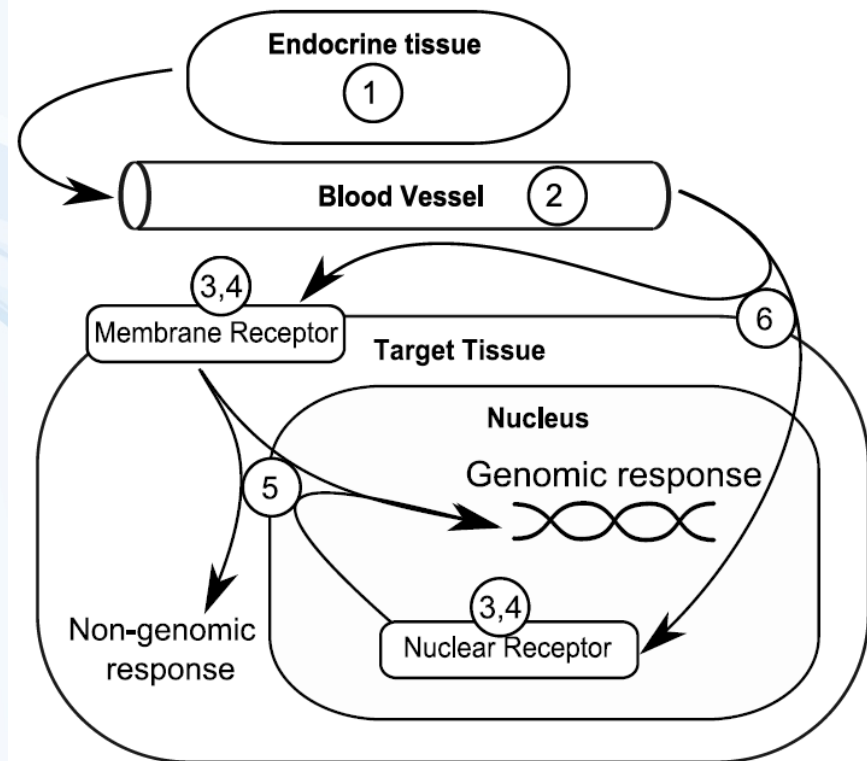 Endocrine tissue
1
Blood Vessel
2
3,4
Membrane Receptor
6
Target Tissue
Nucleus
5
Genomic response
3,4
Nuclear Receptor
Non-genomic
response